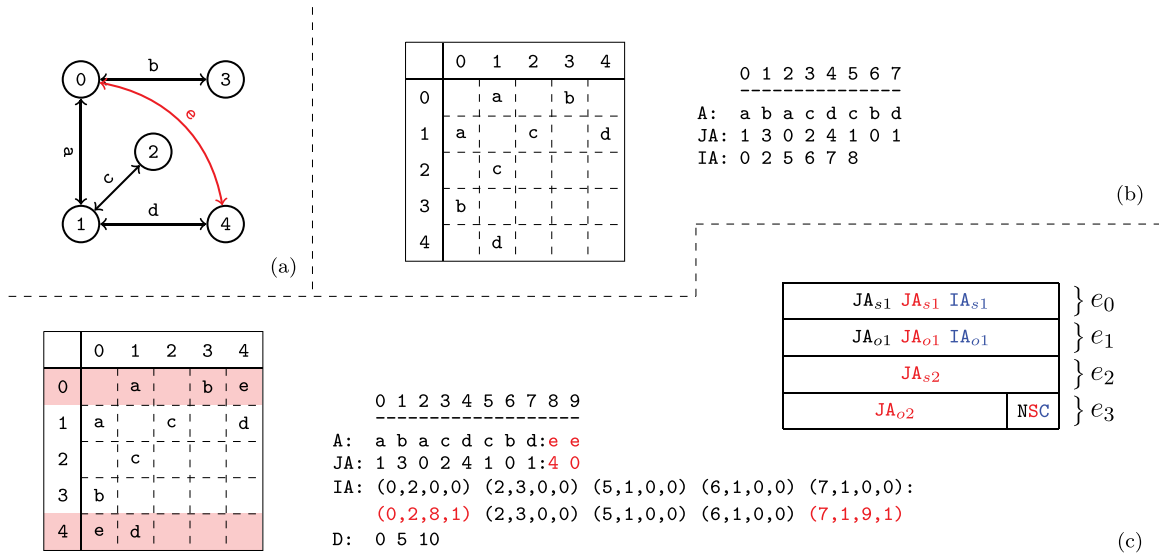 b
0 3
e
a
2
c
d
1 4
(a)
0 1 2 3 4
0 a b
1 a c d
2 c
3 b
4 d
0 1 2 3 4 5 6 7
----------------
A: a b a c d c b d
JA: 1 3 0 2 4 1 0 1
IA: 0 2 5 6 7 8
(b)
0 1 2 3 4
0 a b e
1 a c d
2 c
3 b
4 e d
0 1 2 3 4 5 6 7 8 9
-------------------
A: a b a c d c b d:e e
JA: 1 3 0 2 4 1 0 1:4 0
IA: (0,2,0,0) (2,3,0,0) (5,1,0,0) (6,1,0,0) (7,1,0,0):
(0,2,8,1) (2,3,0,0) (5,1,0,0) (6,1,0,0) (7,1,9,1)
D: 0 5 10
JAs1 JAs1 IAs1 } e0
JAo1 JAo1 IAo1 } e1
JAs2 } e2
JAo2 NSC } e3
(c)